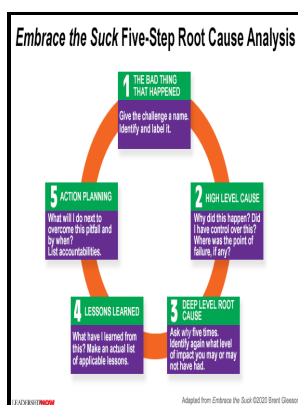 Embrace the Suck Five-Step Root Cause Analysis
1 THE BAD THING
THAT HAPPENED
Give the challenge a name.
Identify and label it.
2 HIGH LEVEL CAUSE
Why did this happen? Did
I have control over this?
Where was the point of
failure, if any?
3 DEEP LEVEL ROOT
CAUSE
Ask why five times.
Identify again what level
of impact you may or may
not have had.
4 LESSONS LEARNED
What have I learned from
this? Make an actual list
of applicable lessons.
5 ACTION PLANNING
What will I do next to
overcome this pitfall and
by when?
List accountabilities.
LEADERSHIPNOW
Adapted from Embrace the Suck ©2020 Brent Gleeson